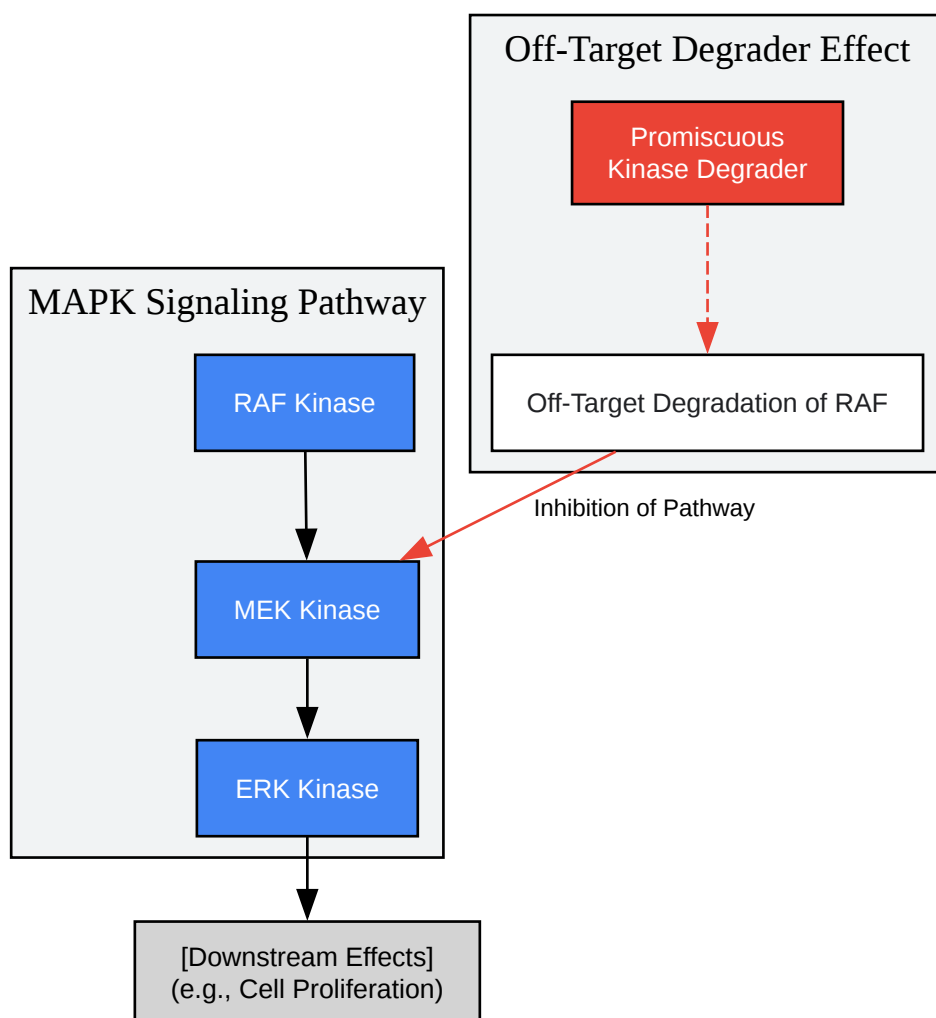 Off-Target Degrader Effect
Promiscuous
Kinase Degrader
Off-Target Degradation of RAF
Inhibition of Pathway
MAPK Signaling Pathway
RAF Kinase
MEK Kinase
ERK Kinase
[Downstream Effects]
(e.g., Cell Proliferation)